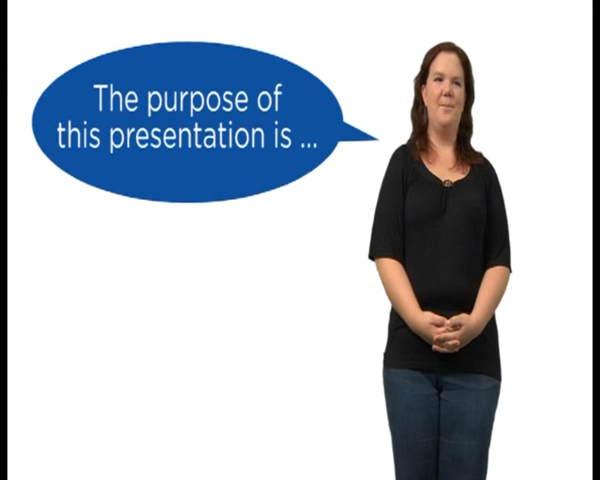 The purpose of
this presentation is ...